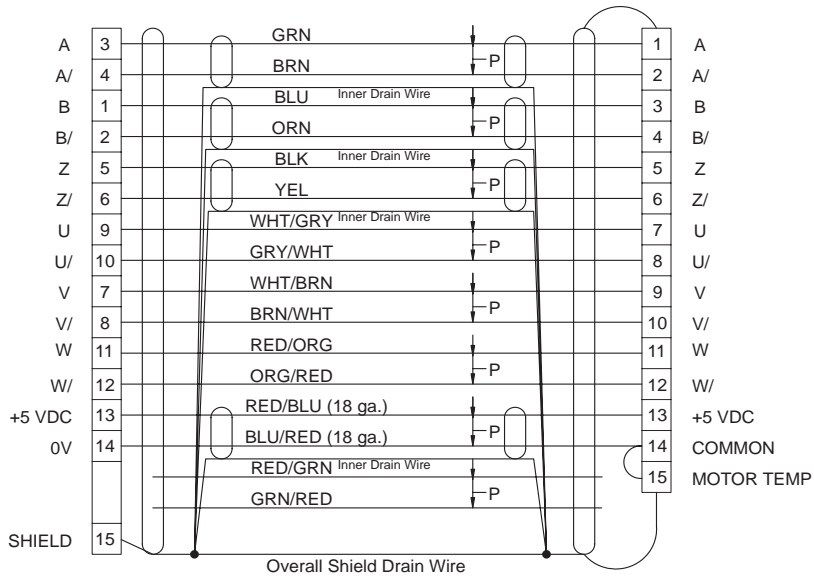 A 3 GRN 1 A
A/ 4 BRN P 2 A/
Inner Drain Wire
B 1 BLU 3 B
B/ 2 ORN P 4 B/
Inner Drain Wire
Z 5 BLK 5 Z
Z/ 6 YEL P 6 Z/
Inner Drain Wire
U 9 WHT/GRY 7 U
U/ 10 GRY/WHT P 8 U/
V 7 WHT/BRN 9 V
V/ 8 BRN/WHT P 10 V/
W 11 RED/ORG 11 W
W/ 12 ORG/RED P 12 W/
+5 VDC 13 RED/BLU (18 ga.) 13 +5 VDC
0V 14 BLU/RED (18 ga.) P 14 COMMON
RED/GRN Inner Drain Wire 15 MOTOR TEMP
GRN/RED P
SHIELD 15
Overall Shield Drain Wire